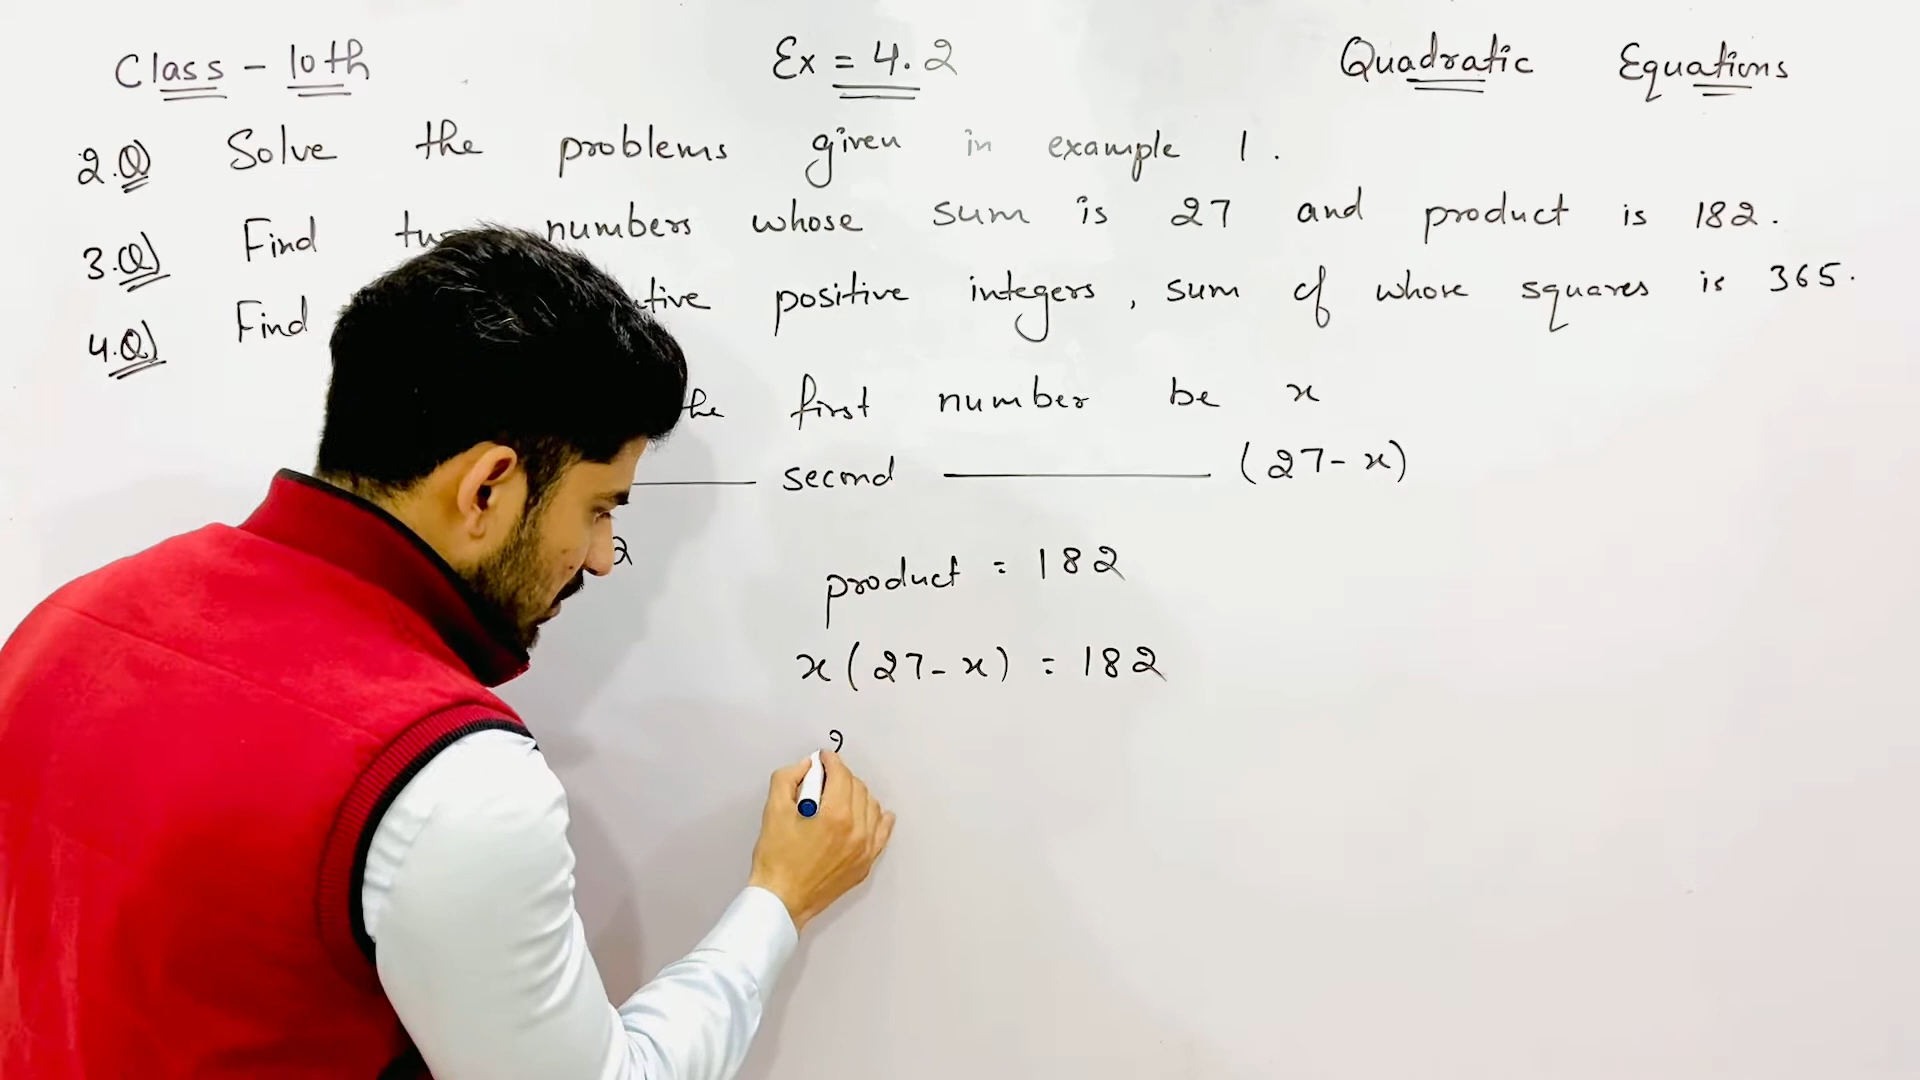 Class - 10th Ex = 4.2 Quadratic Equations
2.Q) Solve the problems given in example 1.
3.Q) Find numbers whose sum is 27 and product is 182.
4.Q) Find positive integers, sum of whose squares is 365.
first number be x
second (27-x)
product = 182
x(27-x) = 182